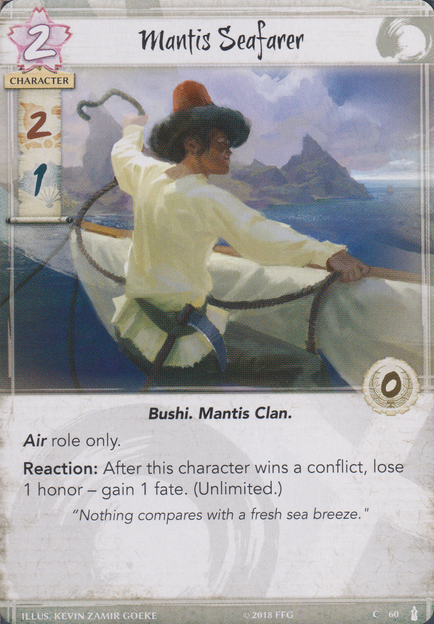 2
Mantis Seafarer
CHARACTER
2
1
0
Bushi. Mantis Clan.
Air role only.
Reaction: After this character wins a conflict, lose
1 honor – gain 1 fate. (Unlimited.)
“Nothing compares with a fresh sea breeze."
ILLUS. KEVIN ZAMIR GOEKE ©2018 FFG C 60